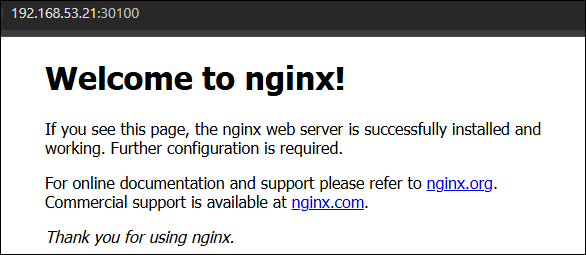 192.168.53.21:30100
Welcome to nginx!
If you see this page, the nginx web server is successfully installed and
working. Further configuration is required.
For online documentation and support please refer to nginx.org.
Commercial support is available at nginx.com.
Thank you for using nginx.